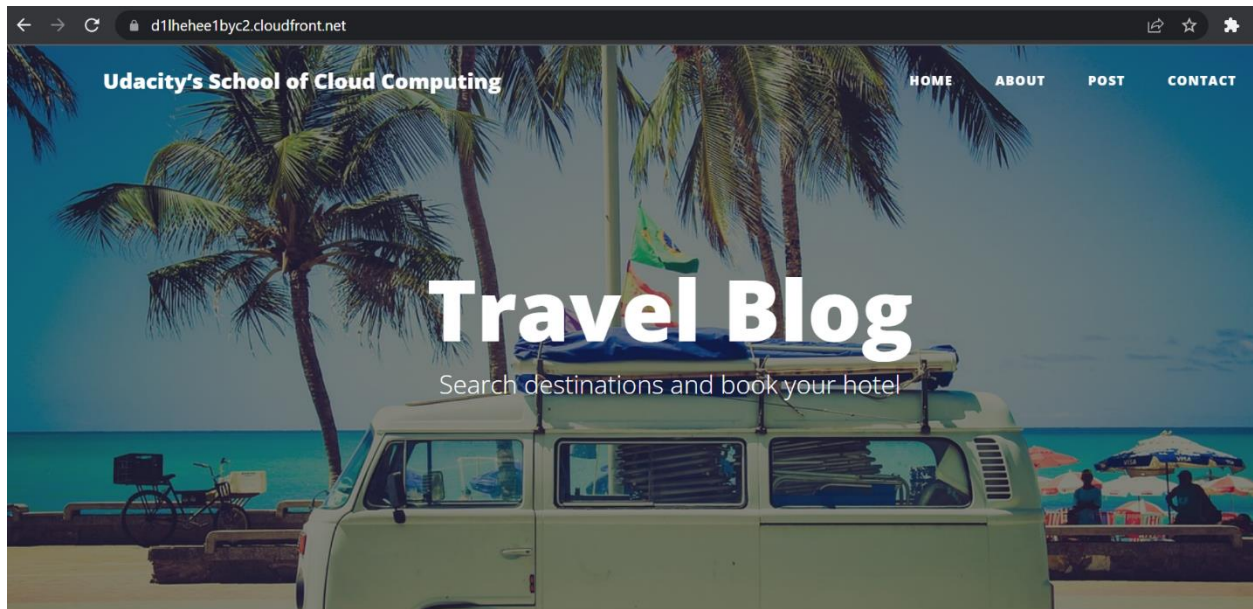 d1lhehee1byc2.cloudfront.net
Udacity’s School of Cloud Computing
HOME ABOUT POST CONTACT
Travel Blog
Search destinations and book your hotel
VISA